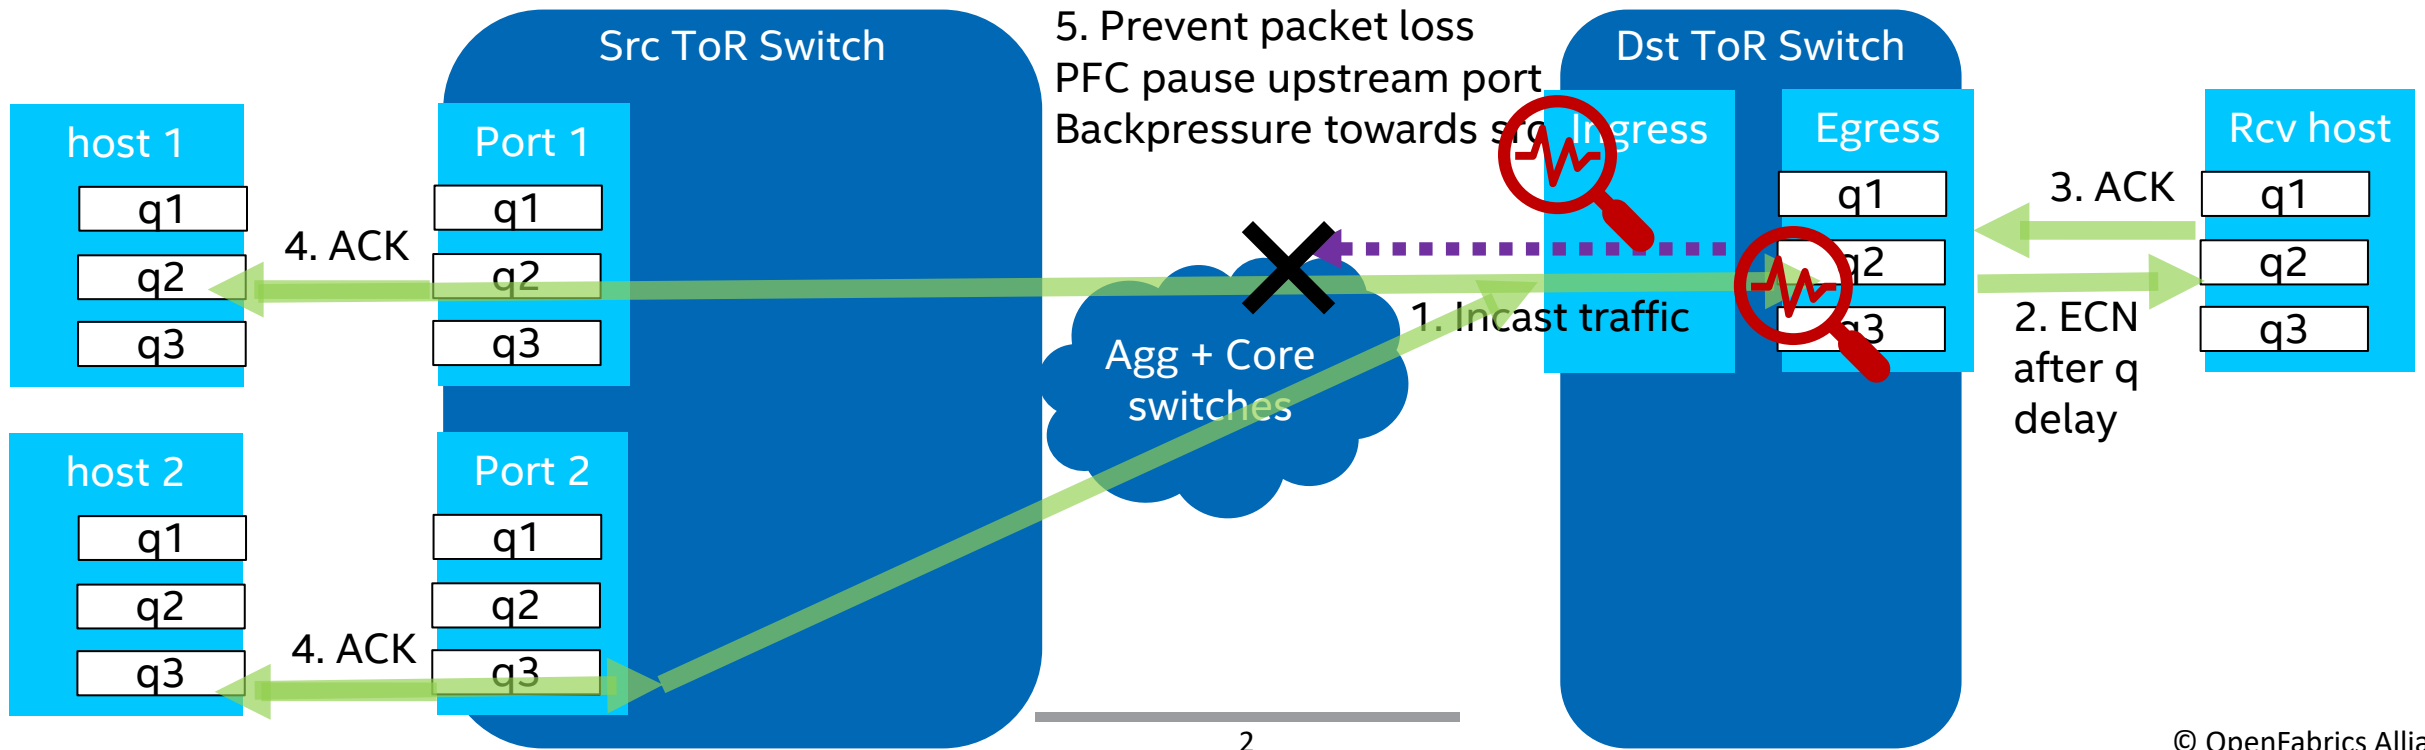 Src ToR Switch
5. Prevent packet loss
PFC pause upstream port
Backpressure towards src
Dst ToR Switch
host 1
q1
q2
q3
4. ACK
Port 1
q1
q2
q3
Agg + Core
switches
1. Incast traffic
Ingress
Egress
q1
q2
q3
3. ACK
2. ECN
after q
delay
Rcv host
q1
q2
q3
host 2
q1
q2
q3
4. ACK
Port 2
q1
q2
q3
2
© OpenFabrics Allia